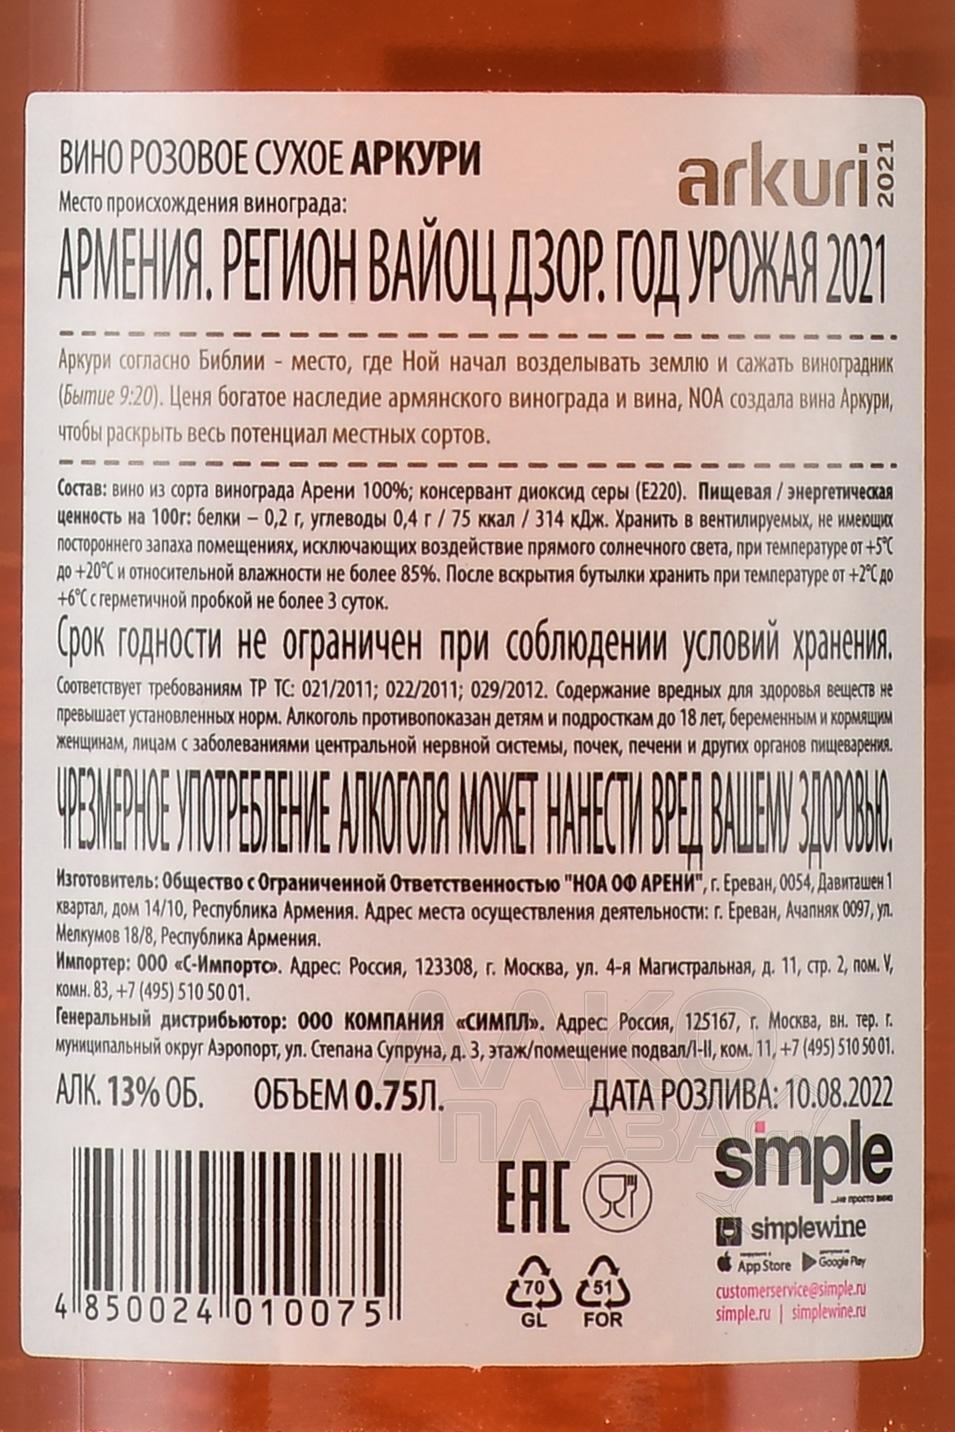 ВИНО РОЗОВОЕ СУХОЕ АРКУРИ
arkuri 2021
Место происхождения винограда:
АРМЕНИЯ. РЕГИОН ВАЙОЦ ДЗОР. ГОД УРОЖАЯ 2021
Аркури согласно Библии - место, где Ной начал возделывать землю и сажать виноградник
(Бытие 9:20). Ценя богатое наследие армянского винограда и вина, NOA создала вина Аркури,
чтобы раскрыть весь потенциал местных сортов.
Состав: вино из сорта винограда Арени 100%; консервант диоксид серы (Е220). Пищевая / энергетическая
ценность на 100г: белки – 0,2 г, углеводы 0,4 г / 75 ккал / 314 кДж. Хранить в вентилируемых, не имеющих
постороннего запаха помещениях, исключающих воздействие прямого солнечного света, при температуре от +5°С
до +20°С и относительной влажности не более 85%. После вскрытия бутылки хранить при температуре от +2°С до
+6°С с герметичной пробкой не более 3 суток.
Срок годности не ограничен при соблюдении условий хранения.
Соответствует требованиям ТР ТС: 021/2011; 022/2011; 029/2012. Содержание вредных для здоровья веществ не
превышает установленных норм. Алкоголь противопоказан детям и подросткам до 18 лет, беременным и кормящим
женщинам, лицам с заболеваниями центральной нервной системы, почек, печени и других органов пищеварения.
ЧРЕЗМЕРНОЕ УПОТРЕБЛЕНИЕ АЛКОГОЛЯ МОЖЕТ НАНЕСТИ ВРЕД ВАШЕМУ ЗДОРОВЬЮ.
Изготовитель: Общество с Ограниченной Ответственностью "НОА ОФ АРЕНИ", г. Ереван, 0054, Давиташен 1
квартал, дом 14/10, Республика Армения. Адрес места осуществления деятельности: г. Ереван, Ачапняк 0097, ул.
Мелкумов 18/8, Республика Армения.
Импортер: ООО «С-Импортс». Адрес: Россия, 123308, г. Москва, ул. 4-я Магистральная, д. 11, стр. 2, пом. V,
комн. 83, +7 (495) 510 50 01.
Генеральный дистрибьютор: ООО КОМПАНИЯ «СИМПЛ». Адрес: Россия, 125167, г. Москва, вн. тер. г.
муниципальный округ Аэропорт, ул. Степана Супруна, д. 3, этаж/помещение подвал/I-II, ком. 11, +7 (495) 510 50 01.
АЛК. 13% ОБ. ОБЪЕМ 0.75Л. ДАТА РОЗЛИВА: 10.08.2022
АЛКО
ПЛАЗА
simple
...не просто вино
simplewine
App Store Google Play
customerservice@simple.ru
simple.ru | simplewine.ru
EAC
70
GL
51
FOR
4 850024 010075